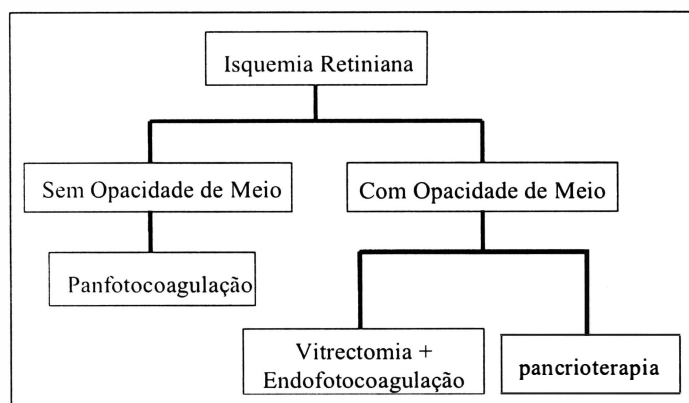 Isquemia Retiniana
Sem Opacidade de Meio
Com Opacidade de Meio
Panfotocoagulação
Vitrectomia +
Endofotocoagulação
pancrioterapia